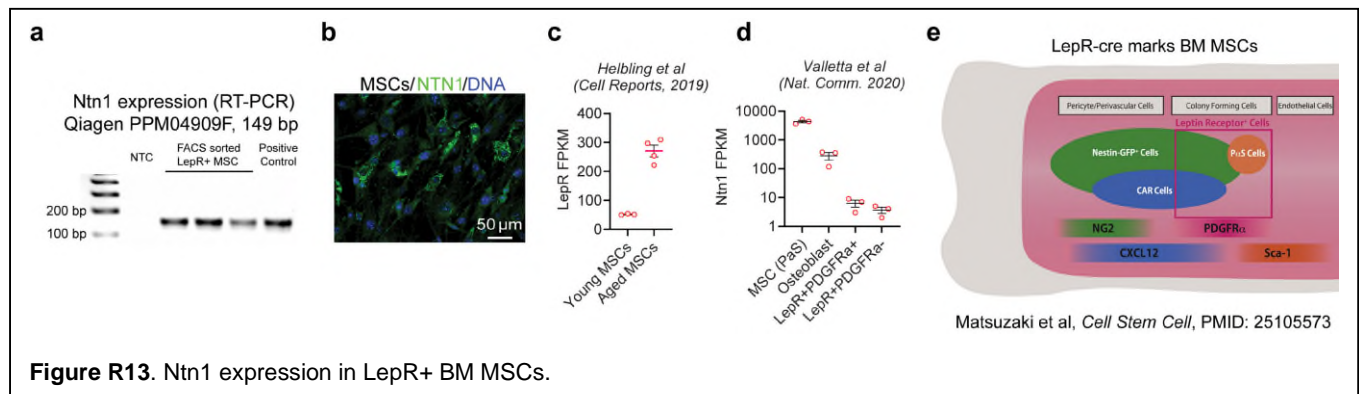 a
Ntn1 expression (RT-PCR)
Qiagen PPM04909F, 149 bp
NTC
FACS sorted
LepR+ MSC
Positive
Control
200 bp
100 bp
b
MSCs/NTN1/DNA
50 µm
c
Helbling et al
(Cell Reports, 2019)
LepR FPKM
400
300
200
100
0
Young MSCs
Aged MSCs
d
Valletta et al
(Nat. Comm. 2020)
Ntn1 FPKM
10000
1000
100
10
1
MSC (PaS)
Osteoblast
LepR+PDGFRa+
LepR+PDGFRa-
e
LepR-cre marks BM MSCs
Pericyte/Perivascular Cells
Colony Forming Cells
Endothelial Cells
Leptin Receptor⁺ Cells
Nestin-GFP⁺ Cells
PαS Cells
CAR Cells
NG2
PDGFRα
CXCL12
Sca-1
Matsuzaki et al, Cell Stem Cell, PMID: 25105573
Figure R13. Ntn1 expression in LepR+ BM MSCs.